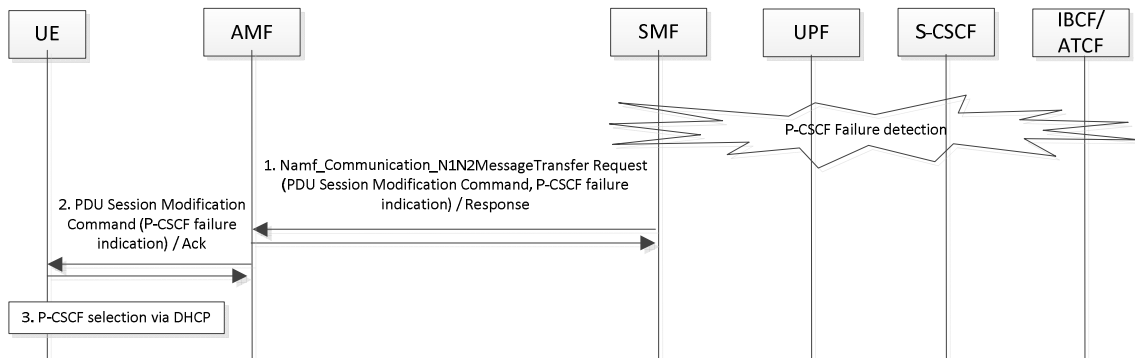 UE
AMF
SMF
UPF
S-CSCF
IBCF/
ATCF
P-CSCF Failure detection
1. Namf_Communication_N1N2MessageTransfer Request
(PDU Session Modification Command, P-CSCF failure
indication) / Response
2. PDU Session Modification
Command (P-CSCF failure
indication) / Ack
3. P-CSCF selection via DHCP